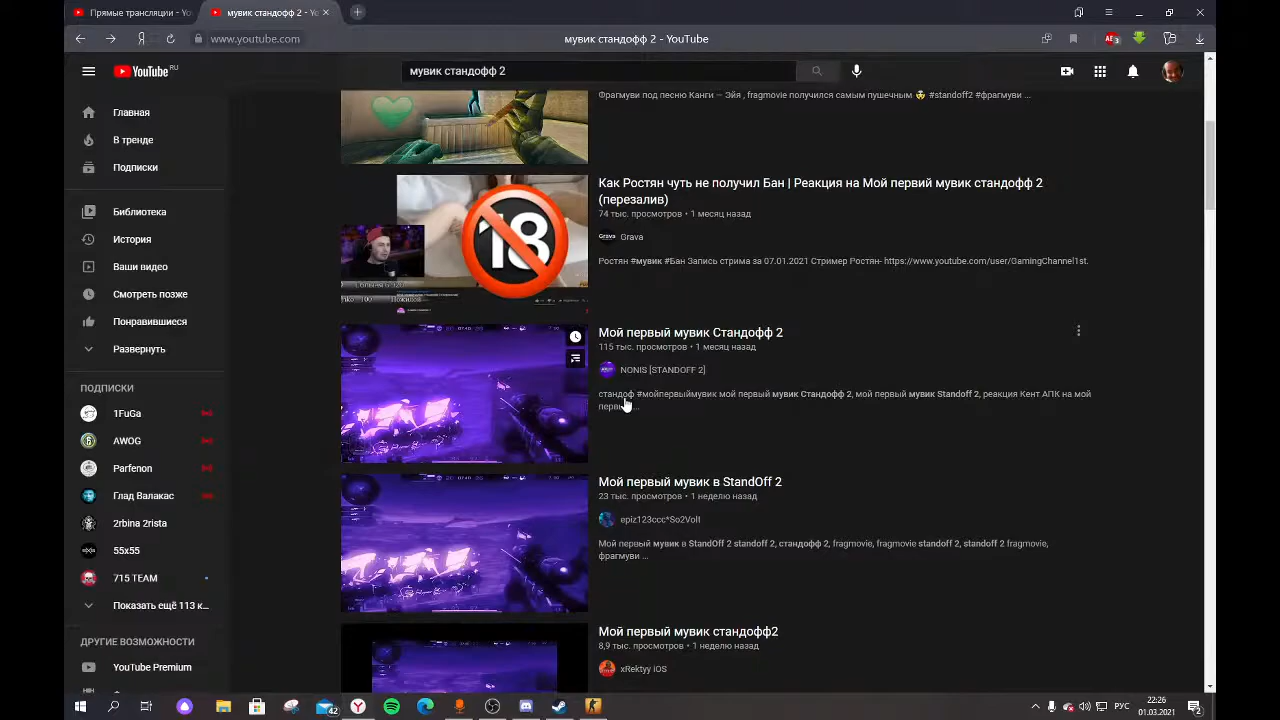 Прямые трансляции - You
мувик стандофф 2 - Yo
www.youtube.com
мувик стандофф 2 - YouTube
YouTube RU
мувик стандофф 2
Главная
В тренде
Подписки
Библиотека
История
Ваши видео
Смотреть позже
Понравившиеся
Развернуть
ПОДПИСКИ
1FuGa
AWOG
Parfenon
Глад Валакас
2rbina 2rista
55x55
715 TEAM
Показать ещё 113 к...
ДРУГИЕ ВОЗМОЖНОСТИ
YouTube Premium
Фрагмуви под песню Канги — Эйя , fragmovie получился самым пушечным 😲 #standoff2 #фрагмуви ...
18
Как Ростян чуть не получил Бан | Реакция на Мой первий мувик стандофф 2
(перезалив)
74 тыс. просмотров • 1 месяц назад
Grava
Ростян #мувик #Бан Запись стрима за 07.01.2021 Стример Ростян- https://www.youtube.com/user/GamingChannel1st.
Мой первый мувик Стандофф 2
115 тыс. просмотров • 1 месяц назад
NONIS [STANDOFF 2]
стандоф #мойпервыймувик мой первый мувик Стандофф 2, мой первый мувик Standoff 2, реакция Кент АПК на мой
Мой первый мувик в StandOff 2
23 тыс. просмотров • 1 неделю назад
epiz123ccc*So2VolI
Мой первый мувик в StandOff 2 standoff 2, стандофф 2, fragmovie, fragmovie standoff 2, standoff 2 fragmovie,
фрагмуви ...
Мой первый мувик стандофф2
8,9 тыс. просмотров • 1 неделю назад
xRektyy iOS
РУС
22:26
01.03.2021